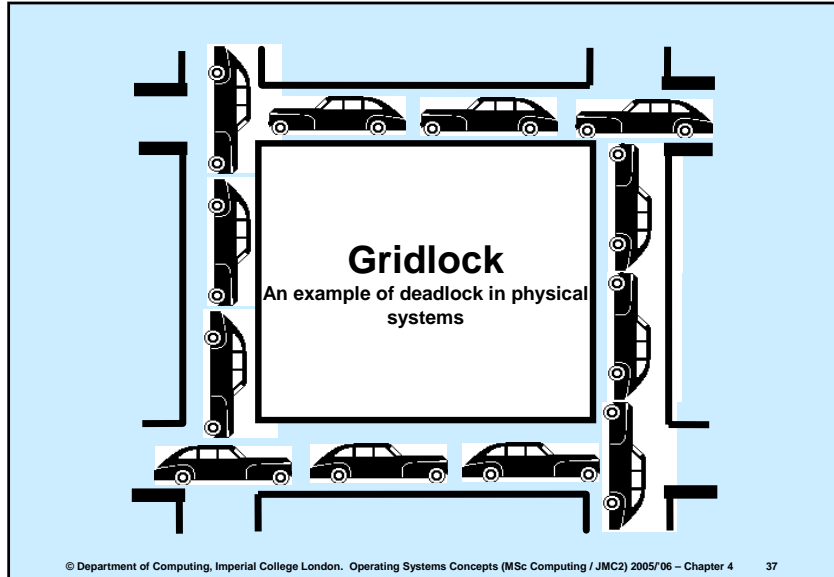 Gridlock
An example of deadlock in physical
systems
© Department of Computing, Imperial College London. Operating Systems Concepts (MSc Computing / JMC2) 2005/'06 – Chapter 4 37